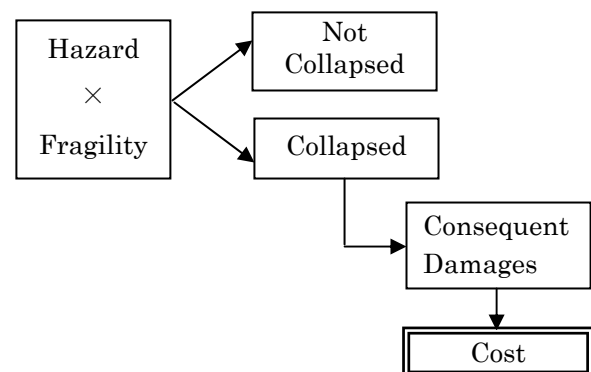 Hazard
×
Fragility
Not
Collapsed
Collapsed
Consequent
Damages
Cost